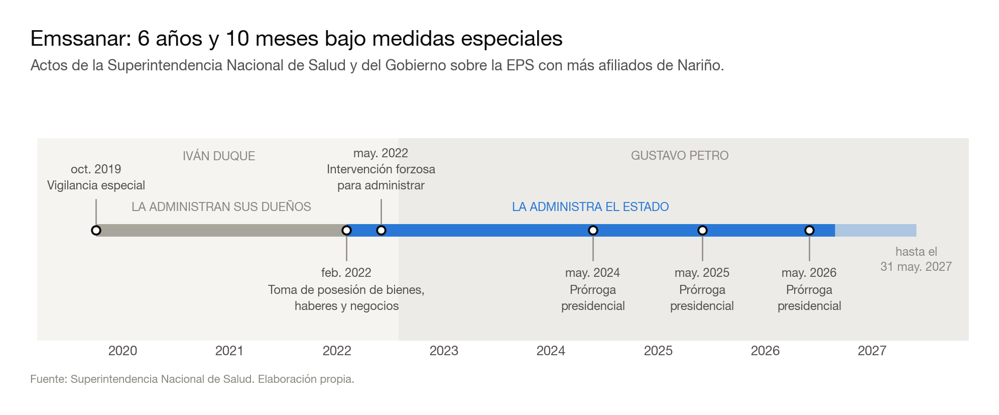 Emssanar: 6 años y 10 meses bajo medidas especiales
Actos de la Superintendencia Nacional de Salud y del Gobierno sobre la EPS con más afiliados de Nariño.
IVÁN DUQUE
GUSTAVO PETRO
oct. 2019
Vigilancia especial
may. 2022
Intervención forzosa
para administrar
LA ADMINISTRAN SUS DUEÑOS
LA ADMINISTRA EL ESTADO
feb. 2022
Toma de posesión de bienes,
haberes y negocios
may. 2024
Prórroga
presidencial
may. 2025
Prórroga
presidencial
may. 2026
Prórroga
presidencial
hasta el
31 may. 2027
2020
2021
2022
2023
2024
2025
2026
2027
Fuente: Superintendencia Nacional de Salud. Elaboración propia.